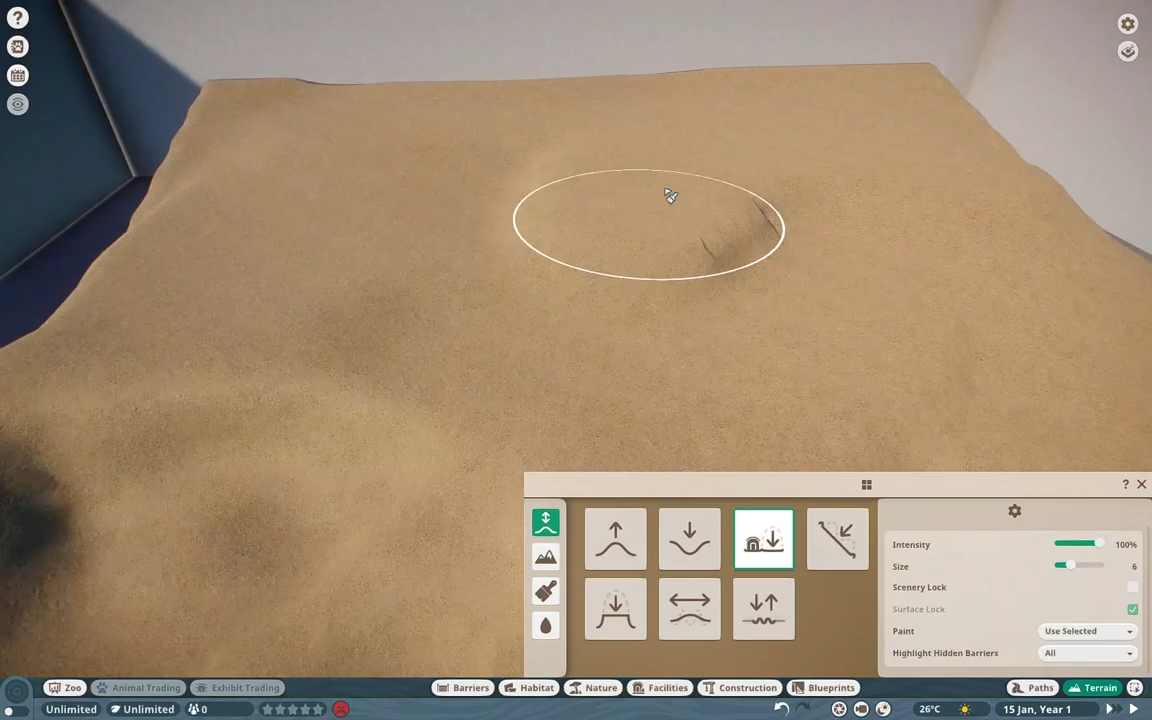 ?
?
Intensity 100%
Size 6
Scenery Lock
Surface Lock
Paint Use Selected
Highlight Hidden Barriers All
Zoo Animal Trading Exhibit Trading Barriers Habitat Nature Facilities Construction Blueprints Paths Terrain
Unlimited Unlimited 0 26°C 15 Jan, Year 1